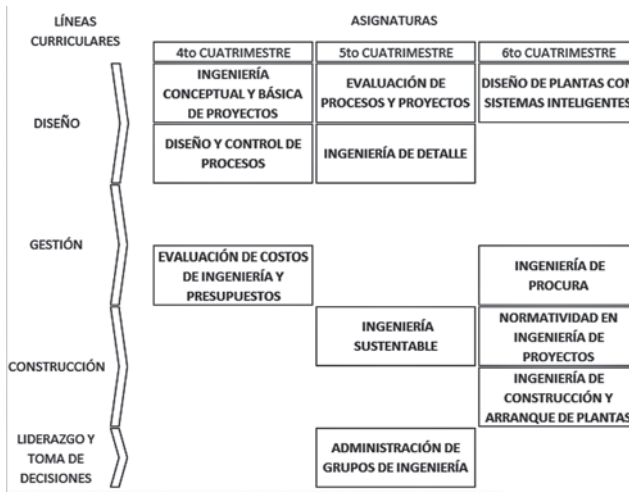 LÍNEAS
CURRICULARES
ASIGNATURAS
4to CUATRIMESTRE
5to CUATRIMESTRE
6to CUATRIMESTRE
DISEÑO
INGENIERÍA
CONCEPTUAL Y BÁSICA
DE PROYECTOS
EVALUACIÓN DE
PROCESOS Y PROYECTOS
DISEÑO DE PLANTAS CON
SISTEMAS INTELIGENTES
DISEÑO Y CONTROL DE
PROCESOS
INGENIERÍA DE DETALLE
GESTIÓN
EVALUACIÓN DE COSTOS
DE INGENIERÍA Y
PRESUPUESTOS
INGENIERÍA DE
PROCURA
CONSTRUCCIÓN
INGENIERÍA
SUSTENTABLE
NORMATIVIDAD EN
INGENIERÍA DE
PROYECTOS
INGENIERÍA DE
CONSTRUCCIÓN Y
ARRANQUE DE PLANTAS
LIDERAZGO Y
TOMA DE
DECISIONES
ADMINISTRACIÓN DE
GRUPOS DE INGENIERÍA